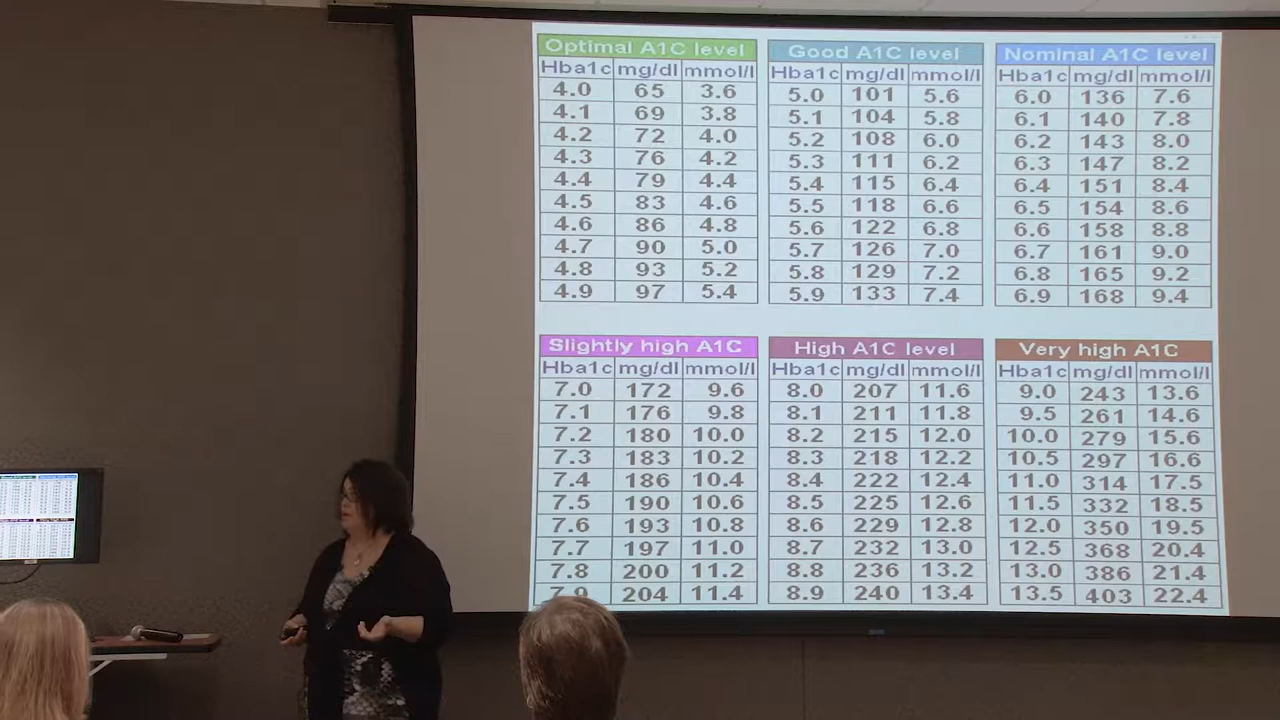 Optimal A1C level Good A1C level Nominal A1C level
Hba1c mg/dl mmol/l Hba1c mg/dl mmol/l Hba1c mg/dl mmol/l
4.0 65 3.6 5.0 101 5.6 6.0 136 7.6
4.1 69 3.8 5.1 104 5.8 6.1 140 7.8
4.2 72 4.0 5.2 108 6.0 6.2 143 8.0
4.3 76 4.2 5.3 111 6.2 6.3 147 8.2
4.4 79 4.4 5.4 115 6.4 6.4 151 8.4
4.5 83 4.6 5.5 118 6.6 6.5 154 8.6
4.6 86 4.8 5.6 122 6.8 6.6 158 8.8
4.7 90 5.0 5.7 126 7.0 6.7 161 9.0
4.8 93 5.2 5.8 129 7.2 6.8 165 9.2
4.9 97 5.4 5.9 133 7.4 6.9 168 9.4
Slightly high A1C High A1C level Very high A1C
Hba1c mg/dl mmol/l Hba1c mg/dl mmol/l Hba1c mg/dl mmol/l
7.0 172 9.6 8.0 207 11.6 9.0 243 13.6
7.1 176 9.8 8.1 211 11.8 9.5 261 14.6
7.2 180 10.0 8.2 215 12.0 10.0 279 15.6
7.3 183 10.2 8.3 218 12.2 10.5 297 16.6
7.4 186 10.4 8.4 222 12.4 11.0 314 17.5
7.5 190 10.6 8.5 225 12.6 11.5 332 18.5
7.6 193 10.8 8.6 229 12.8 12.0 350 19.5
7.7 197 11.0 8.7 232 13.0 12.5 368 20.4
7.8 200 11.2 8.8 236 13.2 13.0 386 21.4
7.9 204 11.4 8.9 240 13.4 13.5 403 22.4